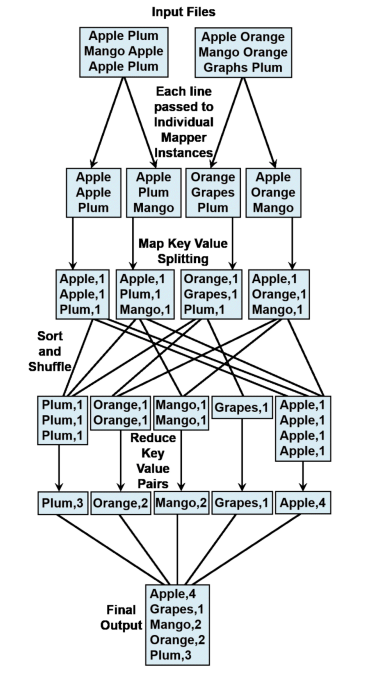 Input Files
Apple Plum
Mango Apple
Apple Plum
Apple Orange
Mango Orange
Graphs Plum
Each line
passed to
Individual
Mapper
Instances
Apple
Apple
Plum
Apple
Plum
Mango
Orange
Grapes
Plum
Apple
Orange
Mango
Map Key Value
Splitting
Apple,1
Apple,1
Plum,1
Apple,1
Plum,1
Mango,1
Orange,1
Grapes,1
Plum,1
Apple,1
Orange,1
Mango,1
Sort
and
Shuffle
Plum,1
Plum,1
Plum,1
Orange,1
Orange,1
Mango,1
Mango,1
Grapes,1
Apple,1
Apple,1
Apple,1
Apple,1
Reduce
Key
Value
Pairs
Plum,3
Orange,2
Mango,2
Grapes,1
Apple,4
Final
Output
Apple,4
Grapes,1
Mango,2
Orange,2
Plum,3